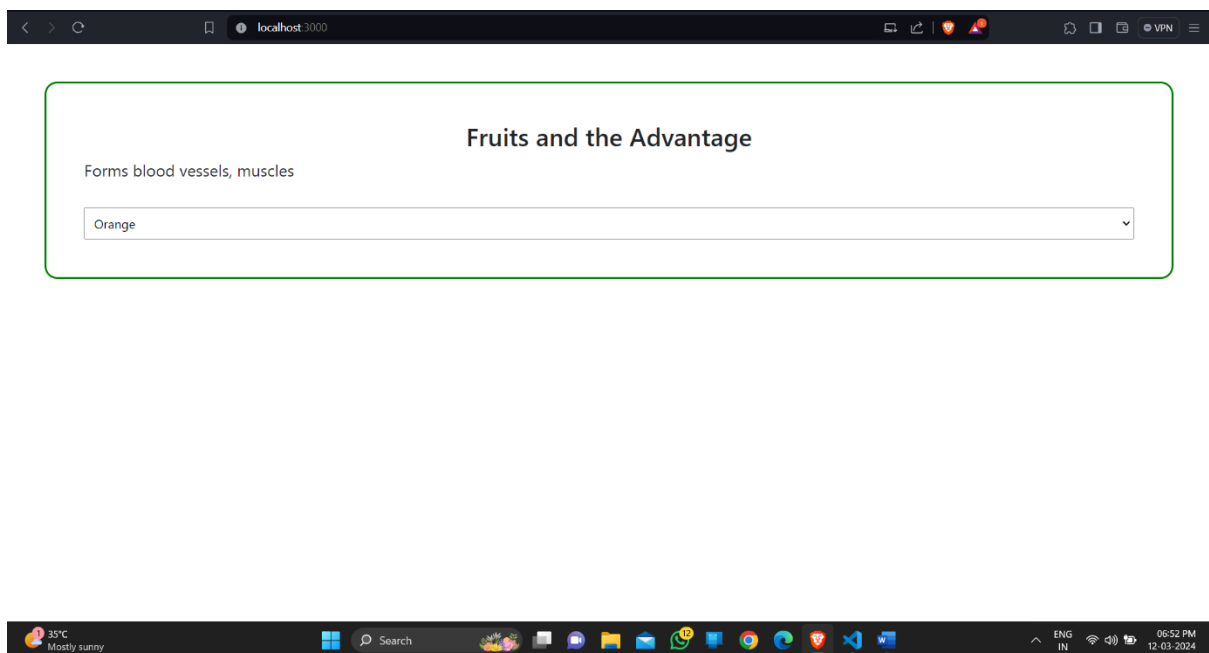 localhost:3000
VPN
Fruits and the Advantage
Forms blood vessels, muscles
Orange
1
35°C
Mostly sunny
Search
12
W
ENG
IN
06:52 PM
12-03-2024